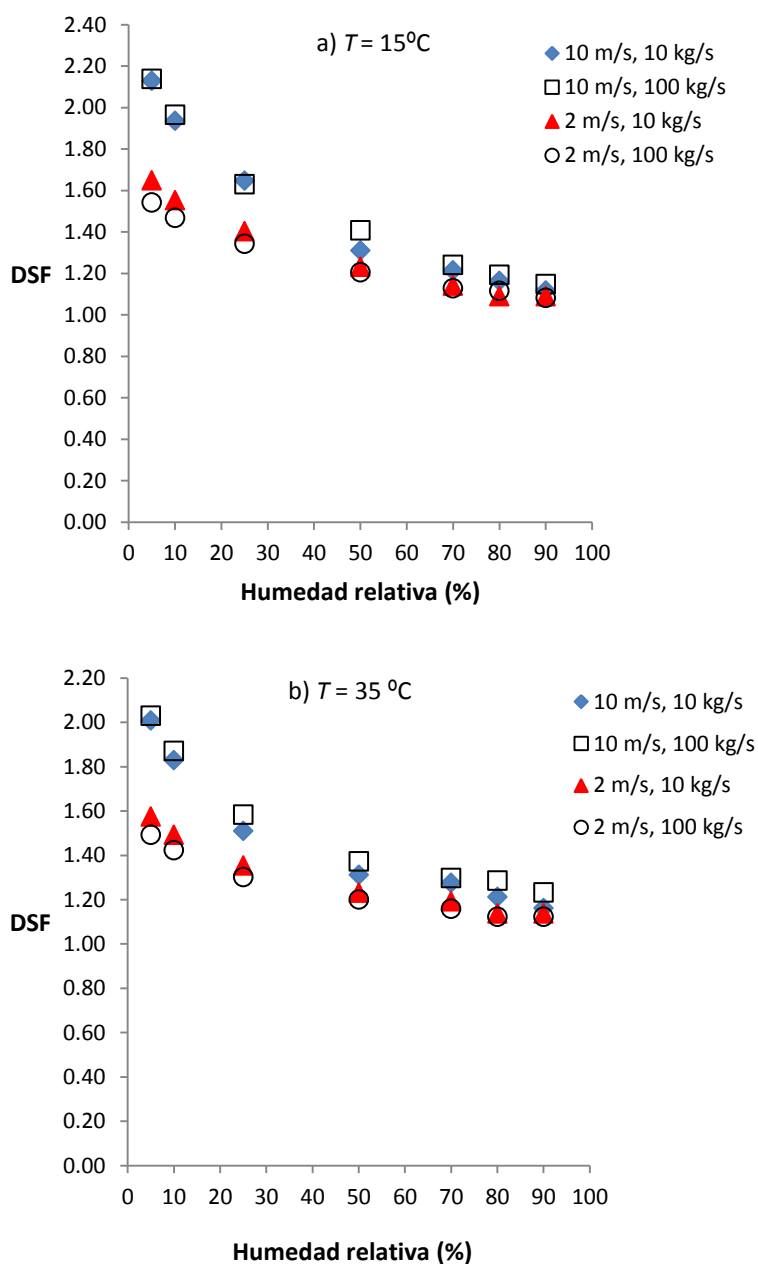 2.40
2.20
2.00
1.80
1.60
1.40
1.20
1.00
0.80
0.60
0.40
0.20
0.00
DSF
a) T = 15⁰C
10 m/s, 10 kg/s
10 m/s, 100 kg/s
2 m/s, 10 kg/s
2 m/s, 100 kg/s
0 10 20 30 40 50 60 70 80 90 100
Humedad relativa (%)
2.20
2.00
1.80
1.60
1.40
1.20
1.00
0.80
0.60
0.40
0.20
0.00
DSF
b) T = 35 ⁰C
10 m/s, 10 kg/s
10 m/s, 100 kg/s
2 m/s, 10 kg/s
2 m/s, 100 kg/s
0 10 20 30 40 50 60 70 80 90 100
Humedad relativa (%)